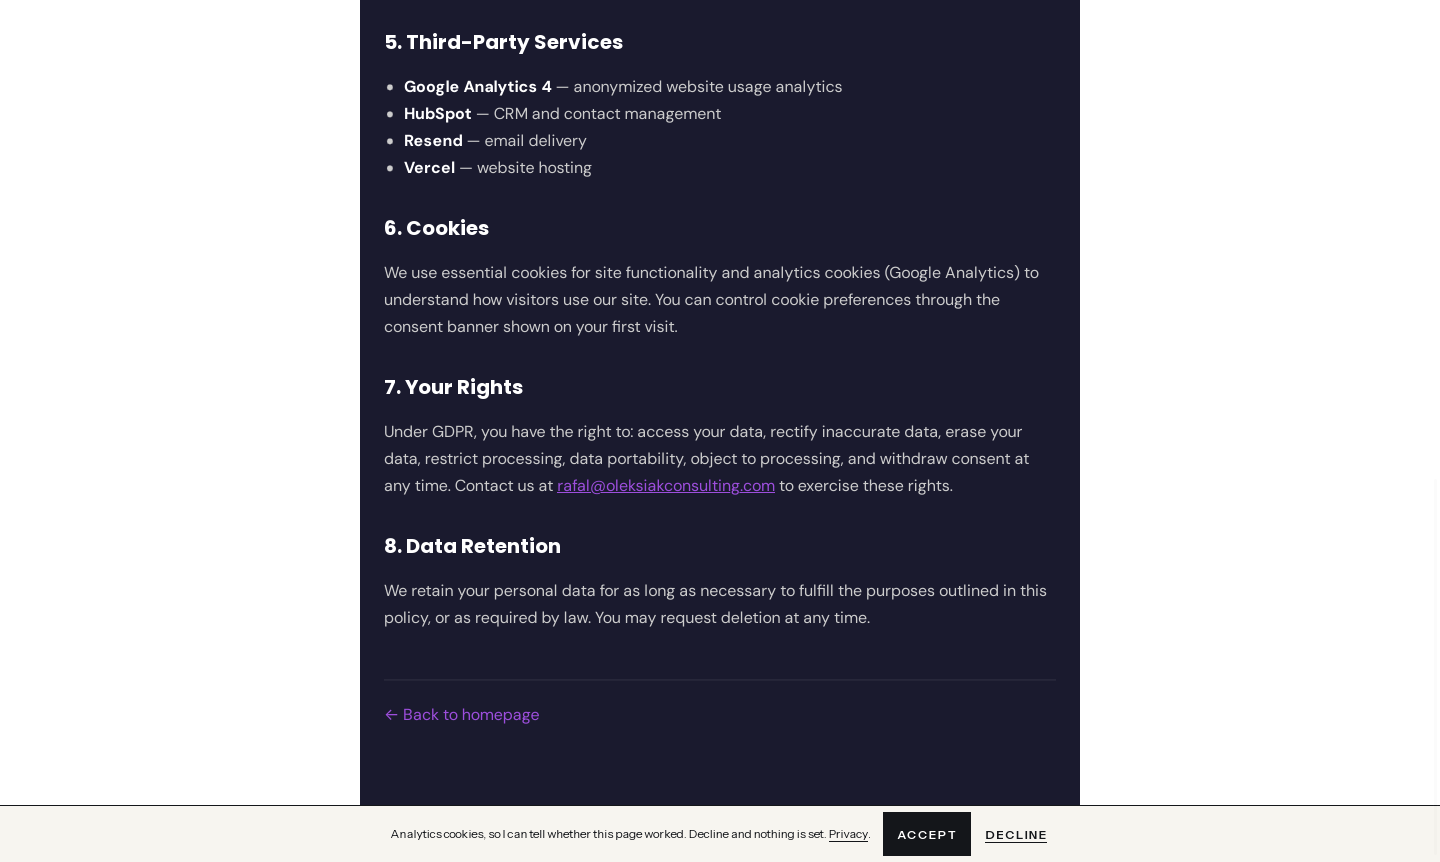 5. Third-Party Services
• Google Analytics 4 — anonymized website usage analytics
• HubSpot — CRM and contact management
• Resend — email delivery
• Vercel — website hosting
6. Cookies
We use essential cookies for site functionality and analytics cookies (Google Analytics) to
understand how visitors use our site. You can control cookie preferences through the
consent banner shown on your first visit.
7. Your Rights
Under GDPR, you have the right to: access your data, rectify inaccurate data, erase your
data, restrict processing, data portability, object to processing, and withdraw consent at
any time. Contact us at rafal@oleksiakconsulting.com to exercise these rights.
8. Data Retention
We retain your personal data for as long as necessary to fulfill the purposes outlined in this
policy, or as required by law. You may request deletion at any time.
← Back to homepage
Analytics cookies, so I can tell whether this page worked. Decline and nothing is set. Privacy. ACCEPT DECLINE